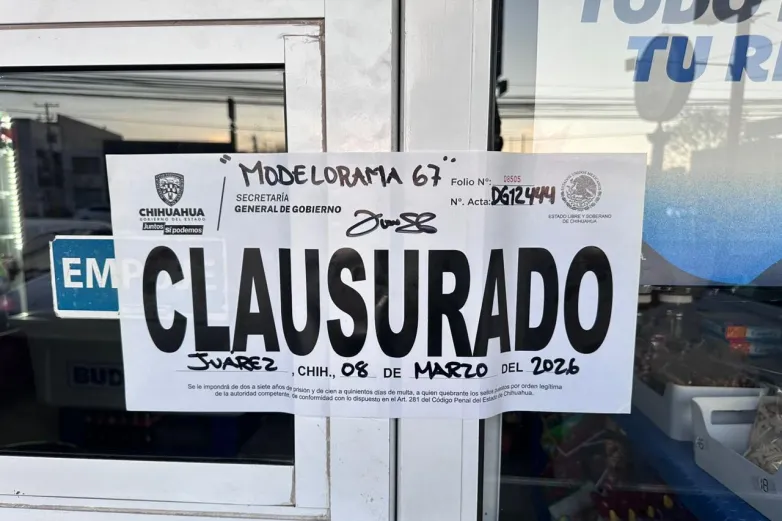 TODO
TU RE
"MODELORAMA 67"
Folio Nº: 08505
Nº. Acta: DG12444
SECRETARÍA
GENERAL DE GOBIERNO
CHIHUAHUA
GOBIERNO DEL ESTADO
Juntos Sí podemos
ESTADO LIBRE Y SOBERANO
DE CHIHUAHUA
EMPUJE
CLAUSURADO
JUAREZ, CHIH., 08 DE MARZO DEL 2026
BUD
Se le impondrá de dos a siete años de prisión y de cien a quinientos días de multa, a quien quebrante los sellos puestos por orden legítima
de la autoridad competente, de conformidad con lo dispuesto en el Art. 281 del Código Penal del Estado de Chihuahua.